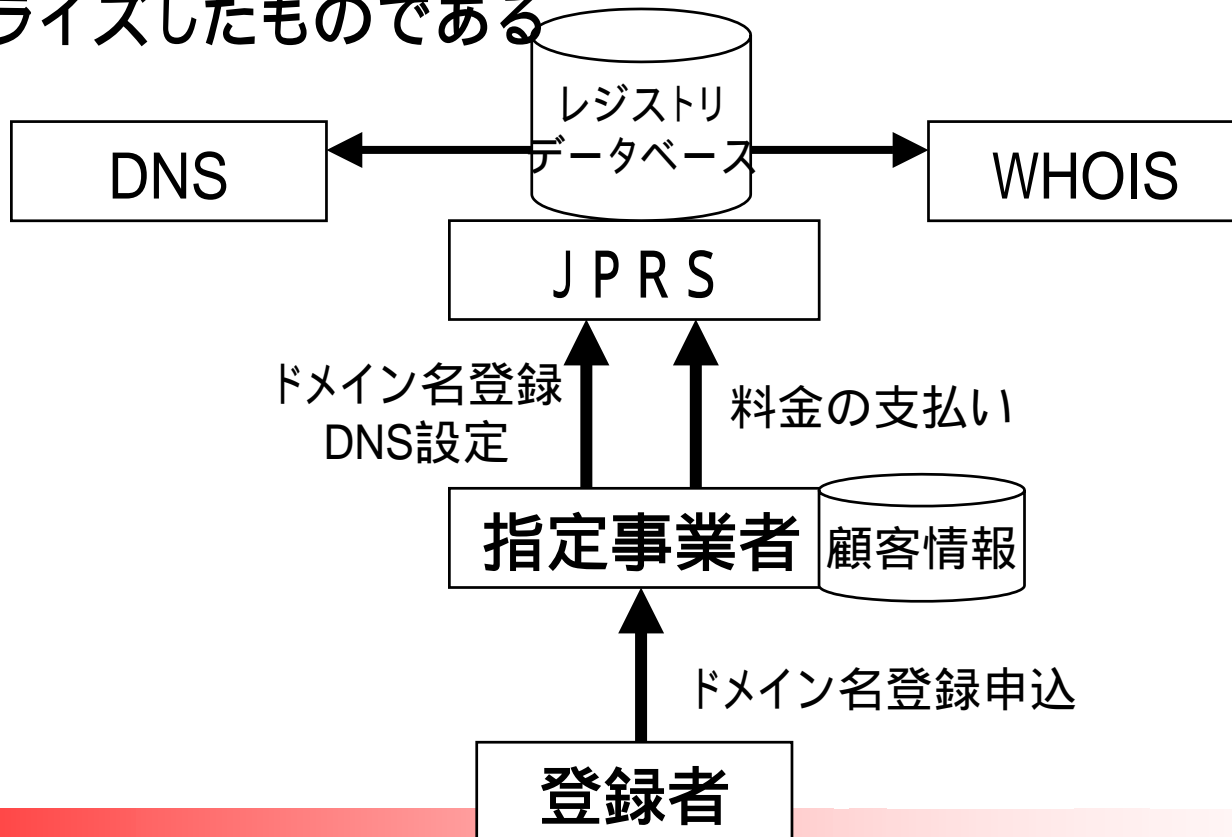 ライズしたものである
レジストリ
データベース
DNS
WHOIS
ＪＰＲＳ
ドメイン名登録
DNS設定
料金の支払い
指定事業者
顧客情報
ドメイン名登録申込
登録者